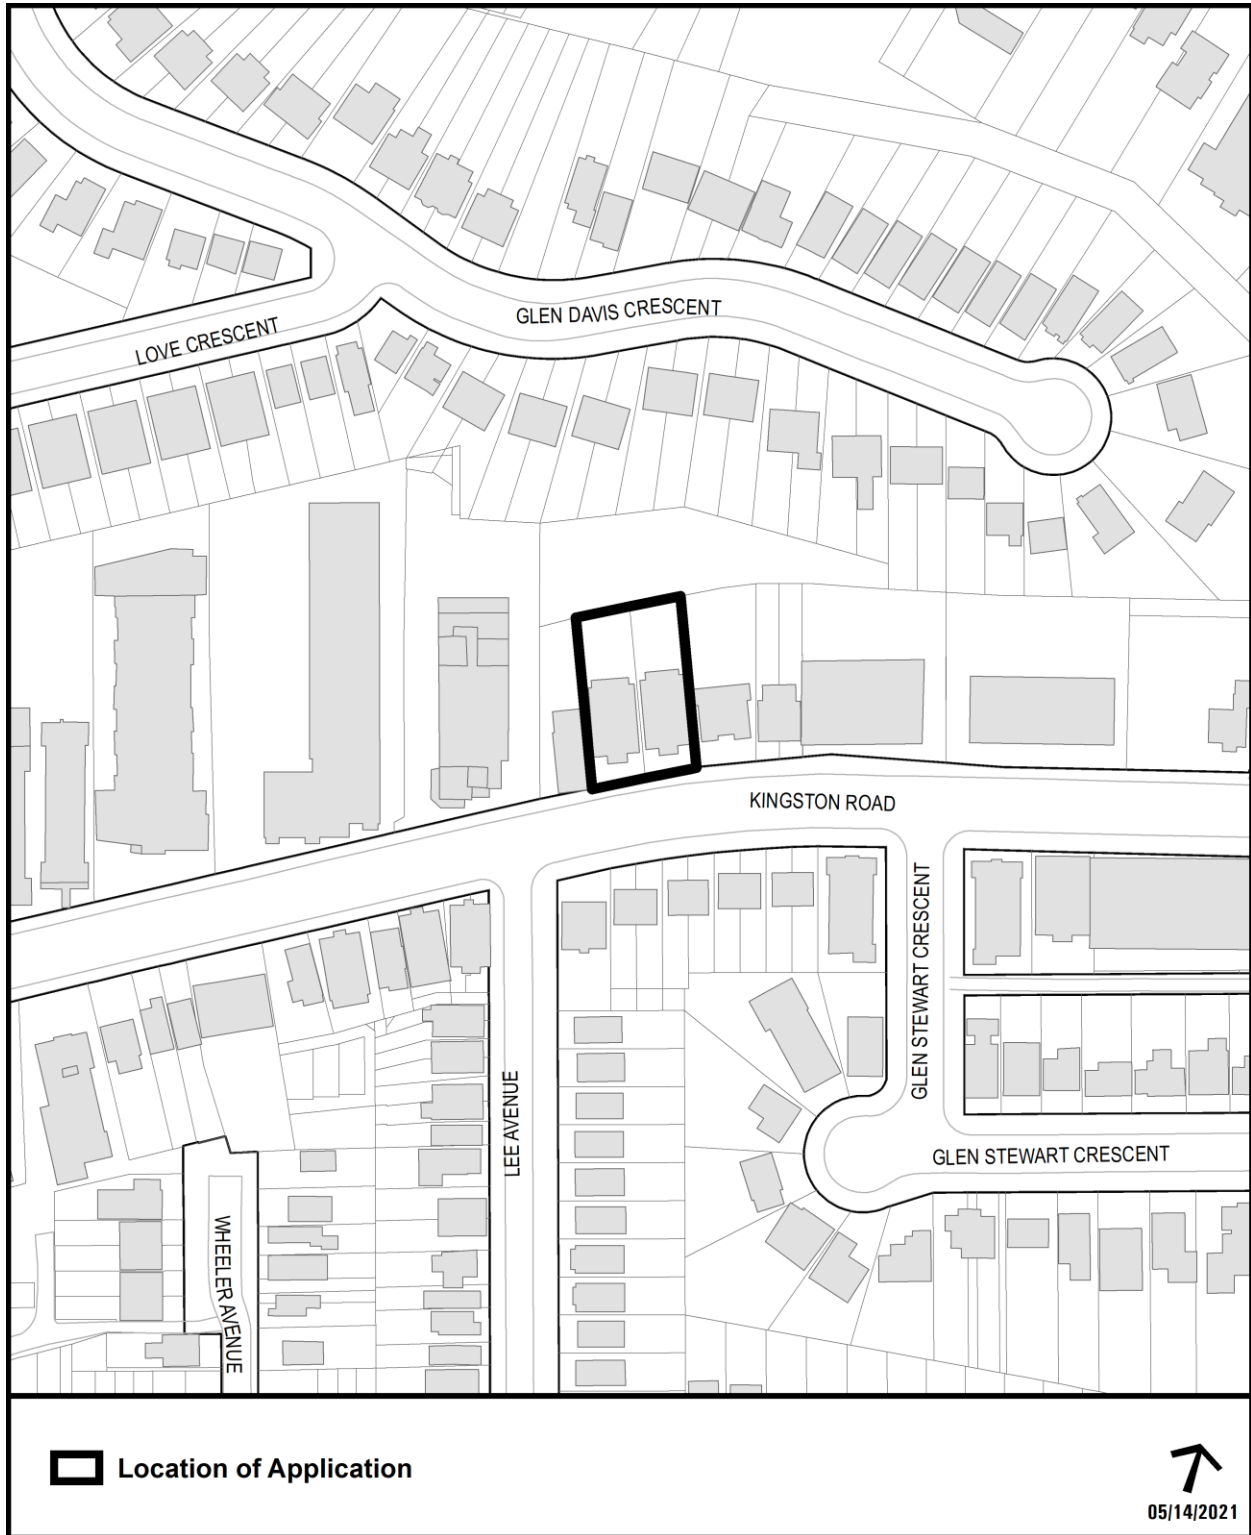 GLEN DAVIS CRESCENT
LOVE CRESCENT
KINGSTON ROAD
GLEN STEWART CRESCENT
LEE AVENUE
GLEN STEWART CRESCENT
WHEELER AVENUE
Location of Application
05/14/2021